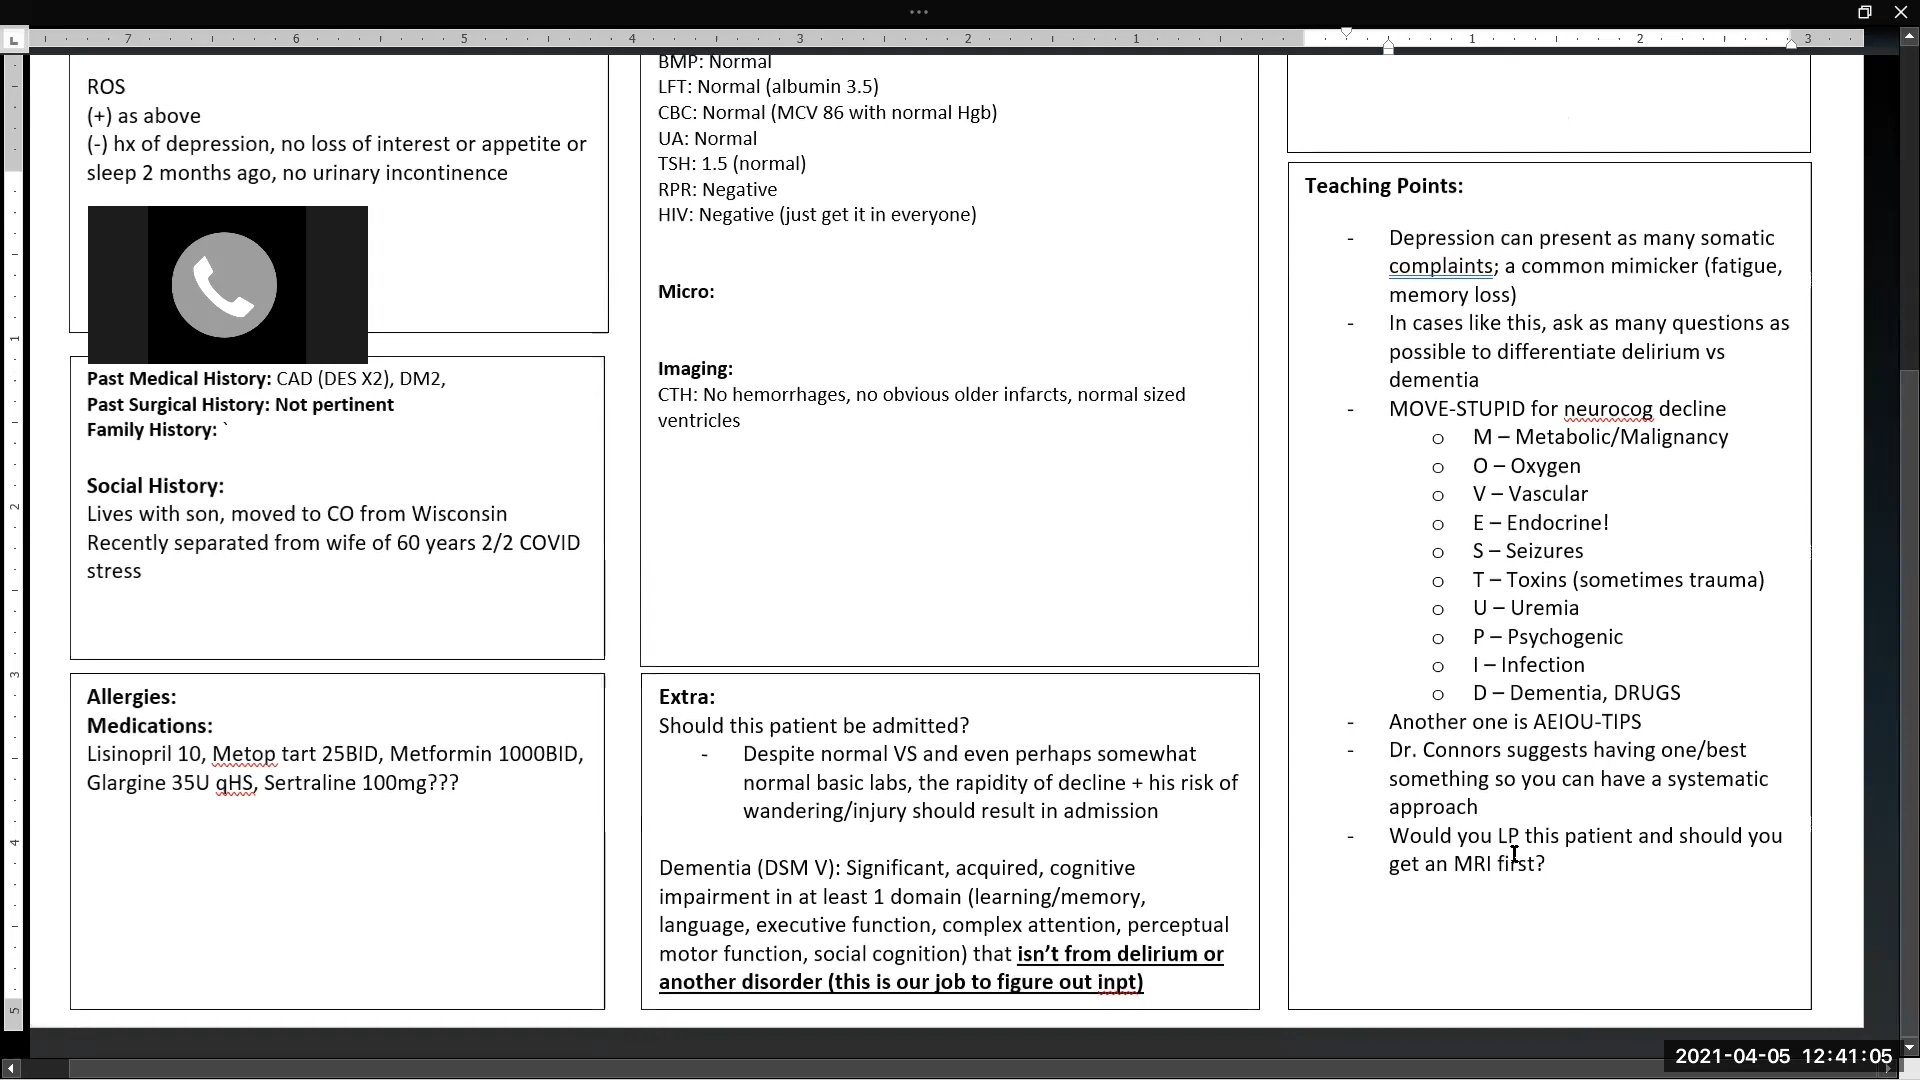 ROS
(+) as above
(-) hx of depression, no loss of interest or appetite or
sleep 2 months ago, no urinary incontinence
Past Medical History: CAD (DES X2), DM2,
Past Surgical History: Not pertinent
Family History: `
Social History:
Lives with son, moved to CO from Wisconsin
Recently separated from wife of 60 years 2/2 COVID
stress
Allergies:
Medications:
Lisinopril 10, Metop tart 25BID, Metformin 1000BID,
Glargine 35U qHS, Sertraline 100mg???
BMP: Normal
LFT: Normal (albumin 3.5)
CBC: Normal (MCV 86 with normal Hgb)
UA: Normal
TSH: 1.5 (normal)
RPR: Negative
HIV: Negative (just get it in everyone)
Micro:
Imaging:
CTH: No hemorrhages, no obvious older infarcts, normal sized
ventricles
Extra:
Should this patient be admitted?
- Despite normal VS and even perhaps somewhat
normal basic labs, the rapidity of decline + his risk of
wandering/injury should result in admission
Dementia (DSM V): Significant, acquired, cognitive
impairment in at least 1 domain (learning/memory,
language, executive function, complex attention, perceptual
motor function, social cognition) that isn’t from delirium or
another disorder (this is our job to figure out inpt)
Teaching Points:
- Depression can present as many somatic
complaints; a common mimicker (fatigue,
memory loss)
- In cases like this, ask as many questions as
possible to differentiate delirium vs
dementia
- MOVE-STUPID for neurocog decline
o M – Metabolic/Malignancy
o O – Oxygen
o V – Vascular
o E – Endocrine!
o S – Seizures
o T – Toxins (sometimes trauma)
o U – Uremia
o P – Psychogenic
o I – Infection
o D – Dementia, DRUGS
- Another one is AEIOU-TIPS
- Dr. Connors suggests having one/best
something so you can have a systematic
approach
- Would you LP this patient and should you
get an MRI first?
2021-04-05 12:41:05